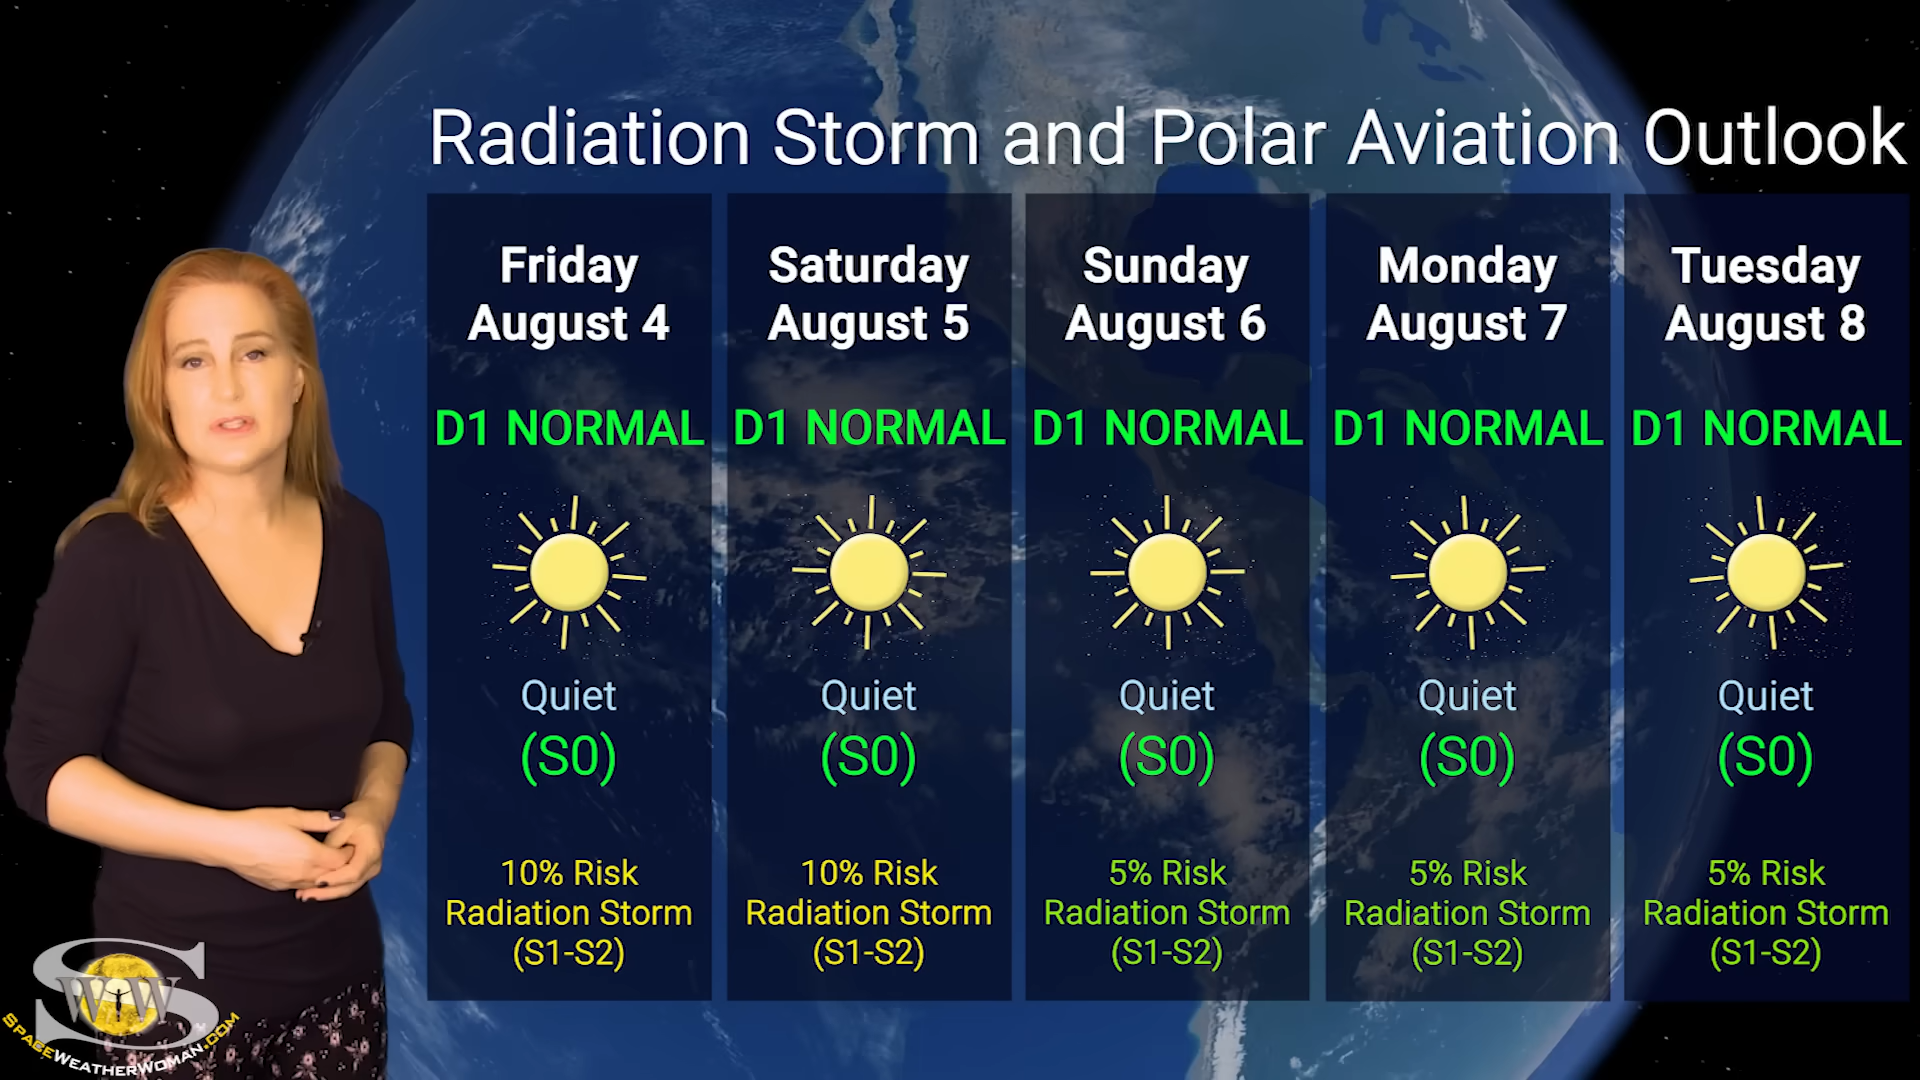 Radiation Storm and Polar Aviation Outlook
Friday
August 4
D1 NORMAL
Quiet
(S0)
10% Risk
Radiation Storm
(S1-S2)
Saturday
August 5
D1 NORMAL
Quiet
(S0)
10% Risk
Radiation Storm
(S1-S2)
Sunday
August 6
D1 NORMAL
Quiet
(S0)
5% Risk
Radiation Storm
(S1-S2)
Monday
August 7
D1 NORMAL
Quiet
(S0)
5% Risk
Radiation Storm
(S1-S2)
Tuesday
August 8
D1 NORMAL
Quiet
(S0)
5% Risk
Radiation Storm
(S1-S2)
S
WW
SPACEWEATHERWOMAN.COM